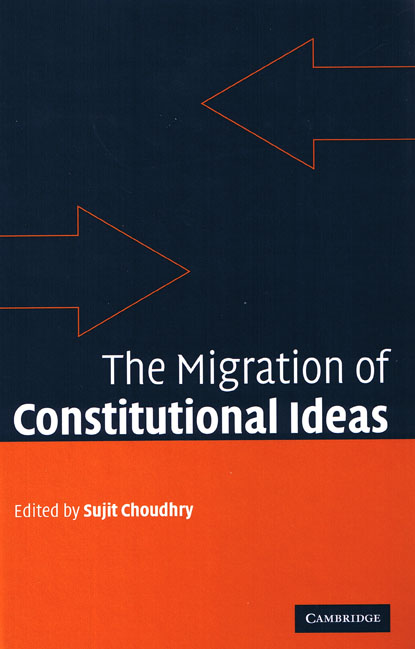 The Migration of
Constitutional Ideas
Edited by Sujit Choudhry
CAMBRIDGE